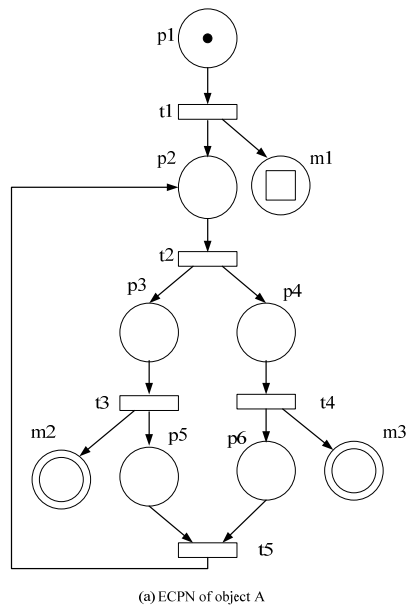 p1
t1
p2
m1
t2
p3
p4
t3
t4
m2
p5
p6
m3
t5
(a) ECPN of object A